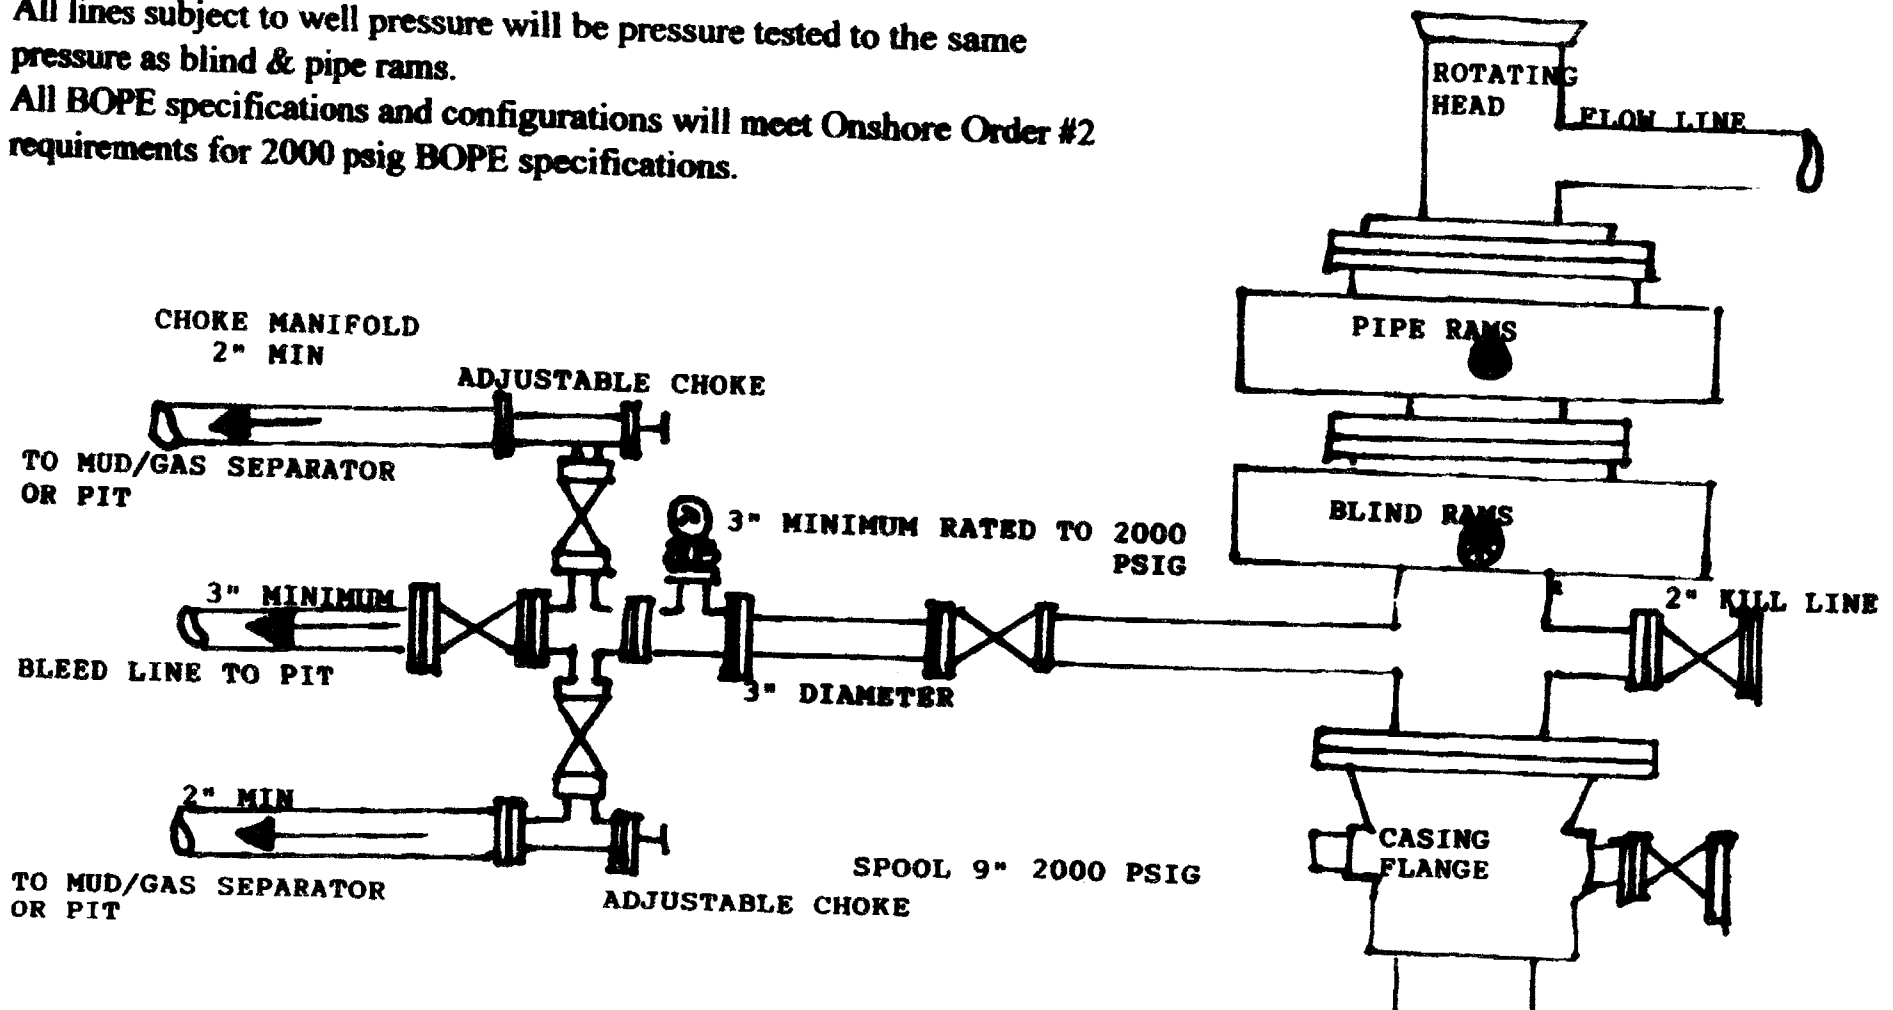 All lines subject to well pressure will be pressure tested to the same
pressure as blind & pipe rams.
All BOPE specifications and configurations will meet Onshore Order #2
requirements for 2000 psig BOPE specifications.
ROTATING
HEAD
FLOW LINE
PIPE RAMS
CHOKE MANIFOLD
2" MIN
ADJUSTABLE CHOKE
TO MUD/GAS SEPARATOR
OR PIT
BLIND RAMS
3" MINIMUM RATED TO 2000
PSIG
3" MINIMUM
2" KILL LINE
BLEED LINE TO PIT
3" DIAMETER
2" MIN
CASING
FLANGE
SPOOL 9" 2000 PSIG
TO MUD/GAS SEPARATOR
OR PIT
ADJUSTABLE CHOKE